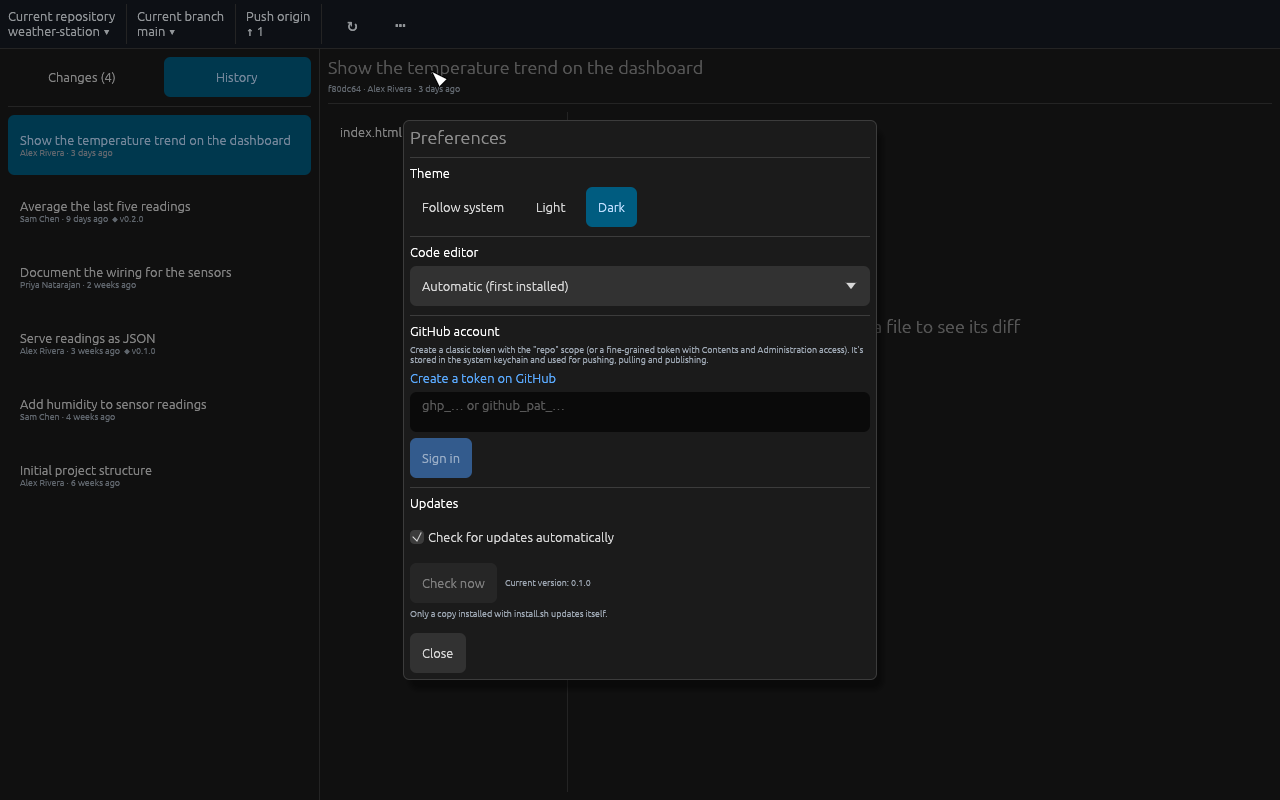 Current repository
weather-station ▾
Current branch
main ▾
Push origin
↑ 1
↻
···
Changes (4)
History
Show the temperature trend on the dashboard
Alex Rivera · 3 days ago
Average the last five readings
Sam Chen · 9 days ago ◆ v0.2.0
Document the wiring for the sensors
Priya Natarajan · 2 weeks ago
Serve readings as JSON
Alex Rivera · 3 weeks ago ◆ v0.1.0
Add humidity to sensor readings
Sam Chen · 4 weeks ago
Initial project structure
Alex Rivera · 6 weeks ago
Show the temperature trend on the dashboard
f80dc64 · Alex Rivera · 3 days ago
index.html
a file to see its diff
Preferences
Theme
Follow system
Light
Dark
Code editor
Automatic (first installed)
GitHub account
Create a classic token with the "repo" scope (or a fine-grained token with Contents and Administration access). It's
stored in the system keychain and used for pushing, pulling and publishing.
Create a token on GitHub
ghp_... or github_pat_...
Sign in
Updates
Check for updates automatically
Check now
Current version: 0.1.0
Only a copy installed with install.sh updates itself.
Close